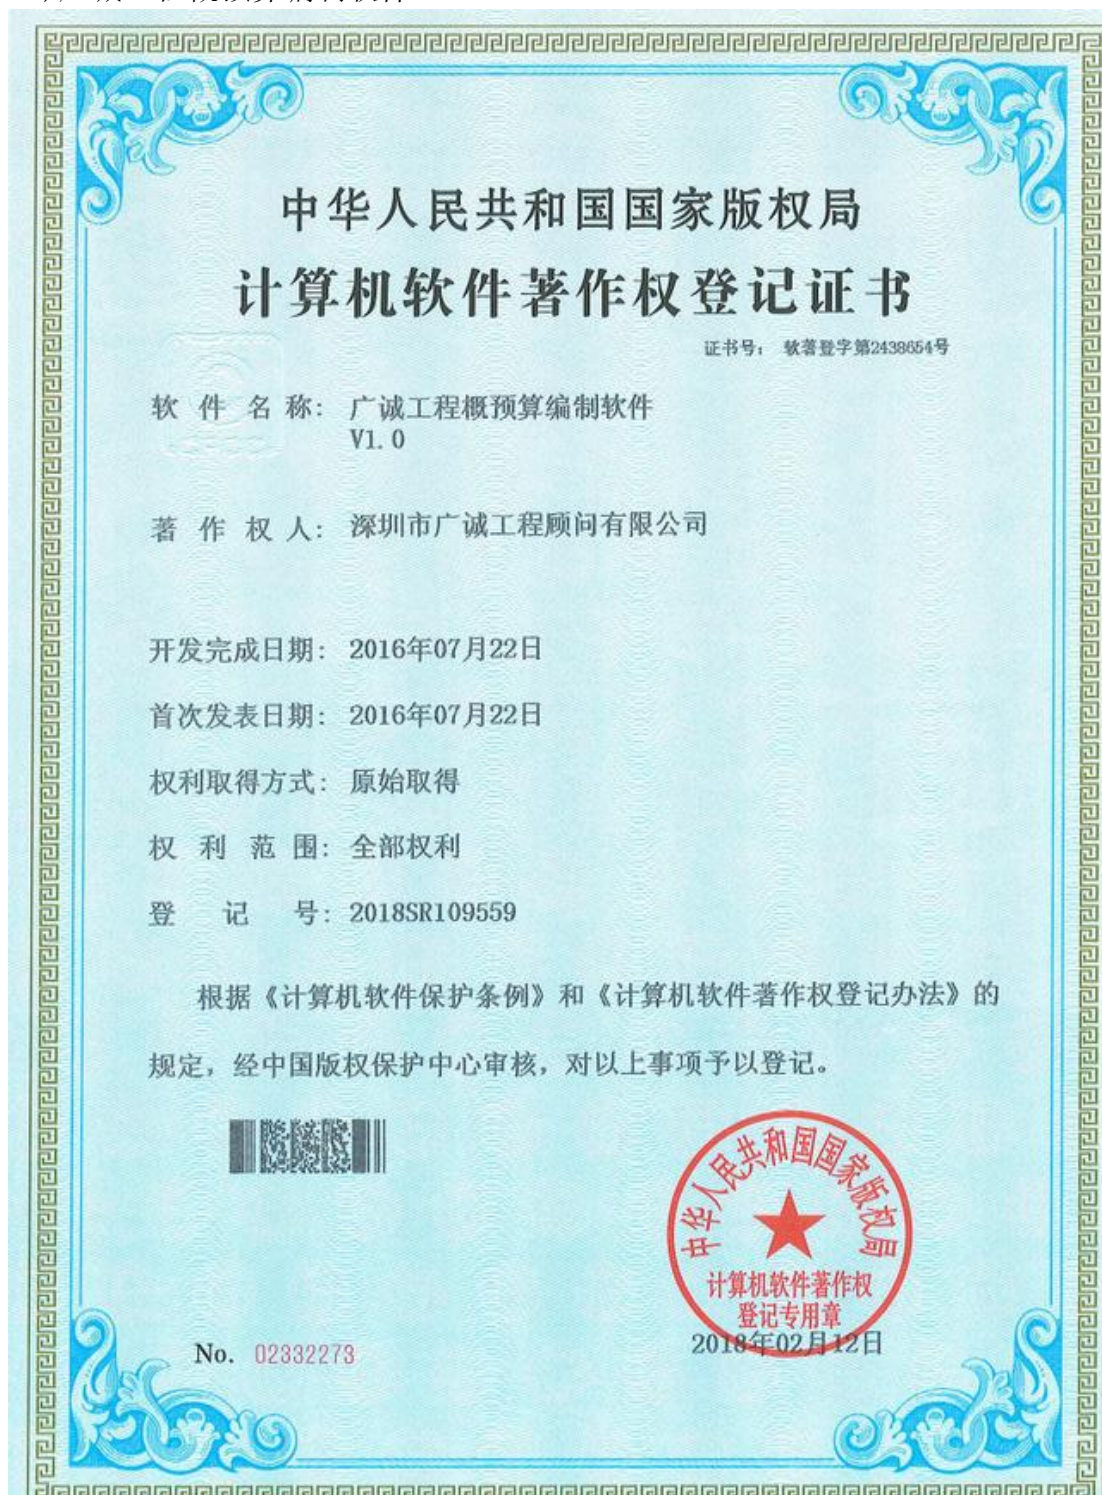 中华人民共和国国家版权局
计算机软件著作权登记证书
证书号： 软著登字第2438654号
软件名称： 广诚工程概预算编制软件
V1.0
著作权人： 深圳市广诚工程顾问有限公司
开发完成日期： 2016年07月22日
首次发表日期： 2016年07月22日
权利取得方式： 原始取得
权利范围： 全部权利
登记号： 2018SR109559
根据《计算机软件保护条例》和《计算机软件著作权登记办法》的
规定，经中国版权保护中心审核，对以上事项予以登记。
中华人民共和国国家版权局
计算机软件著作权
登记专用章
2018年02月12日
No. 02332273